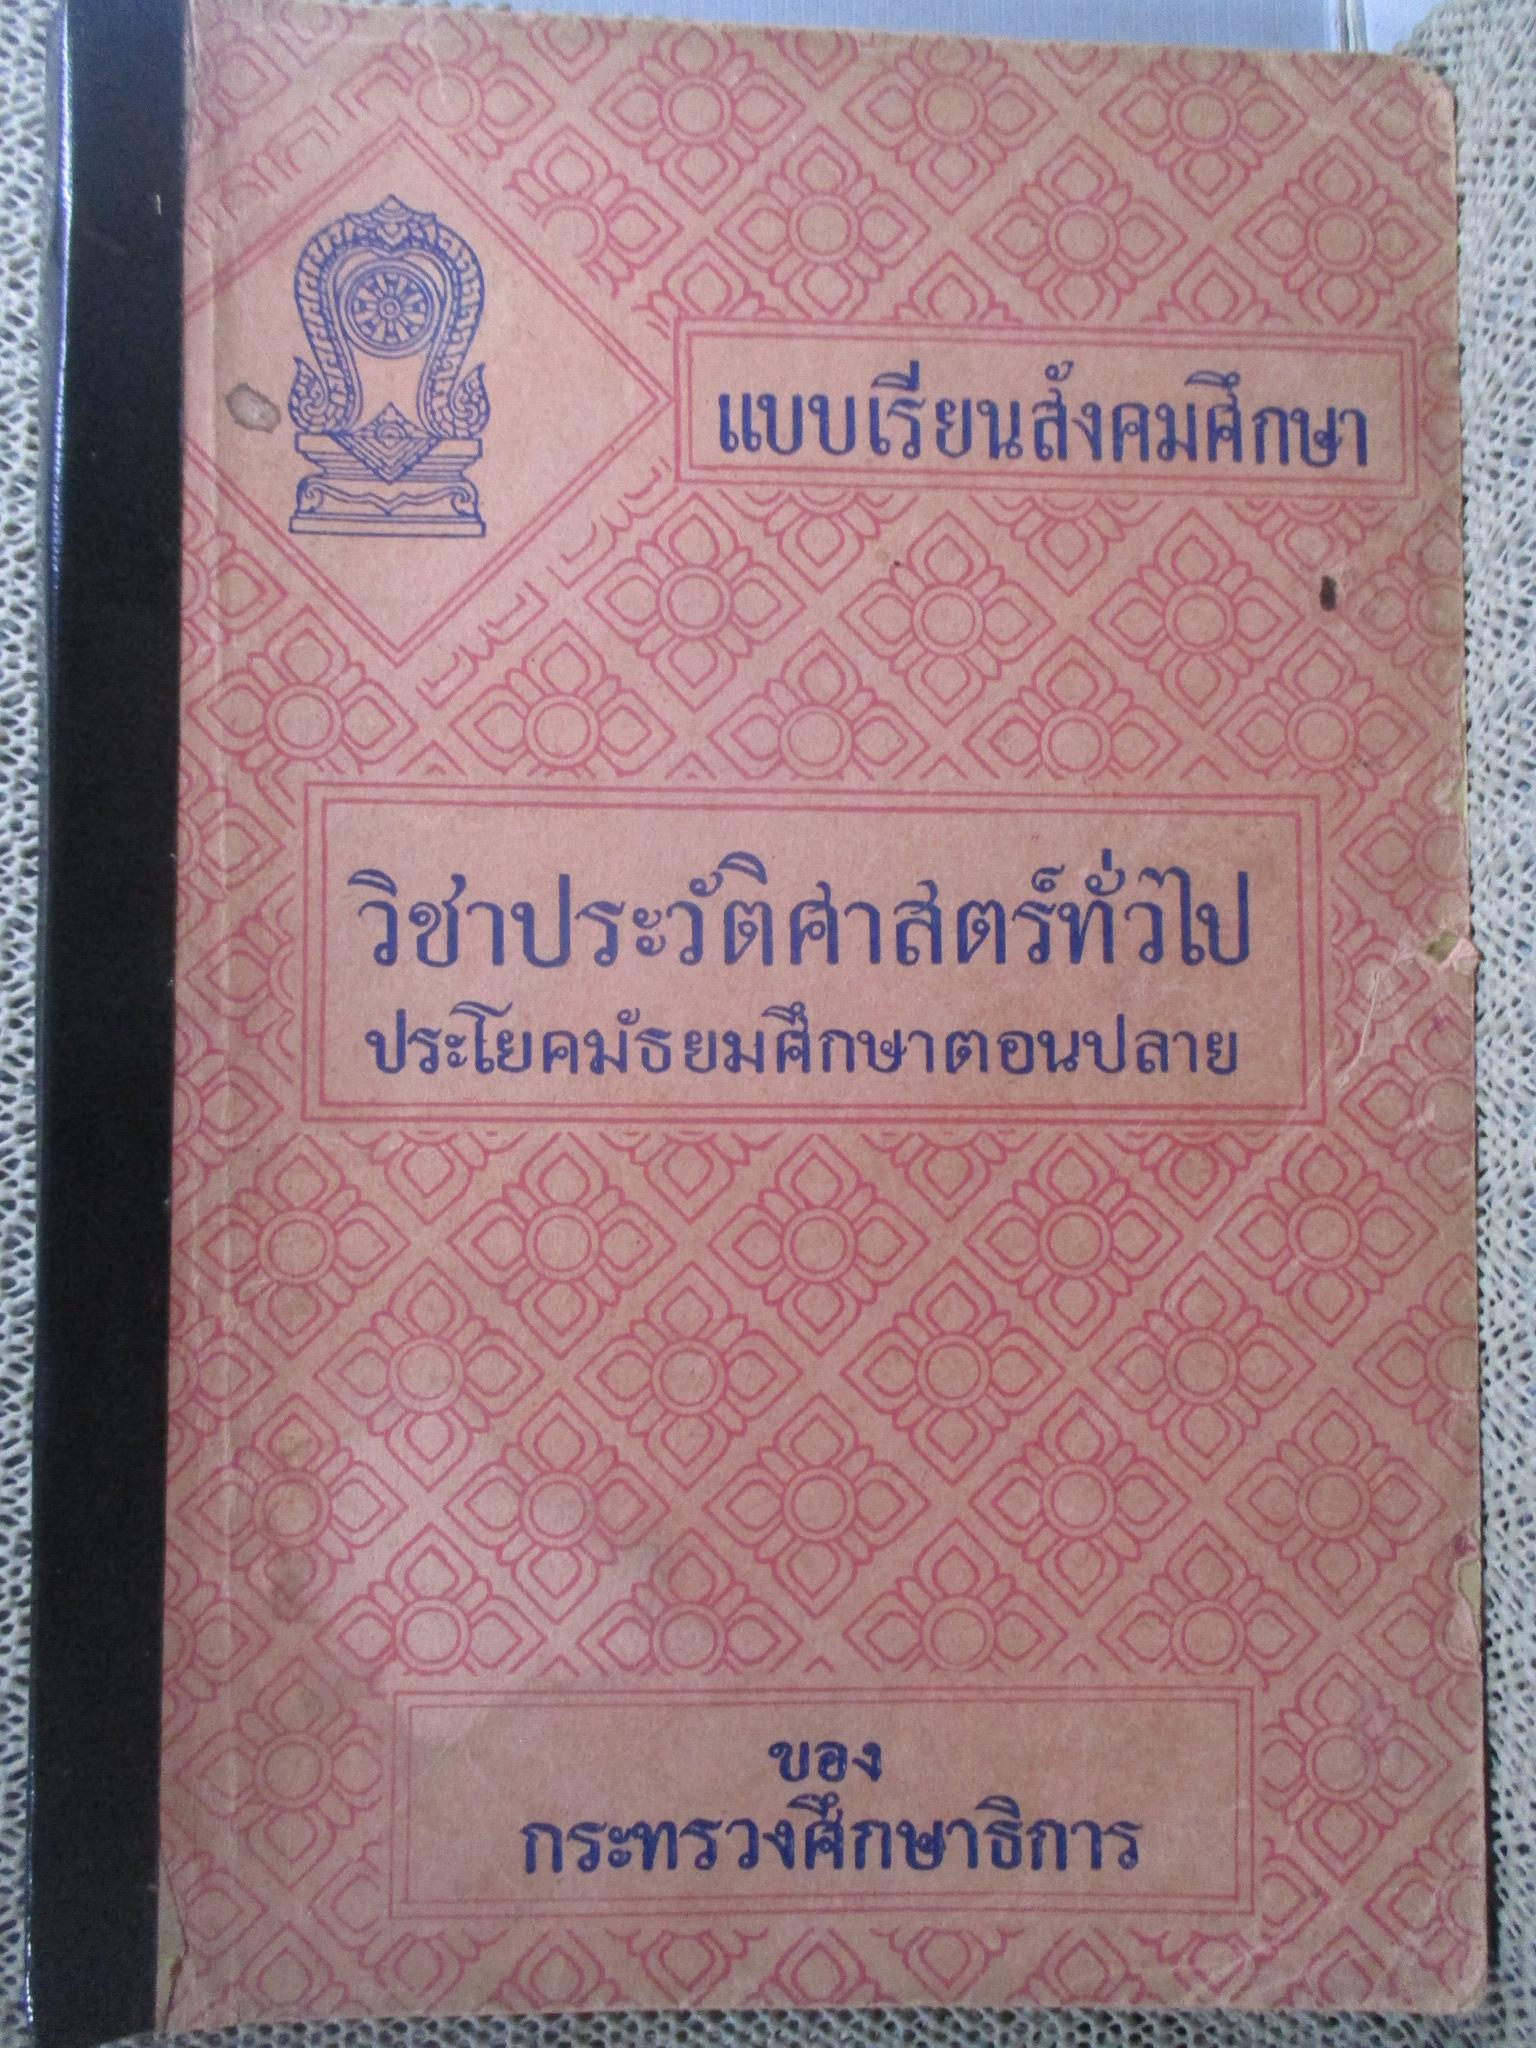 แบบเรียนสังคมศึกษา
วิชาประวัติศาสตร์ทั่วไป
ประโยคมัธยมศึกษาตอนปลาย
ของ
กระทรวงศึกษาธิการ